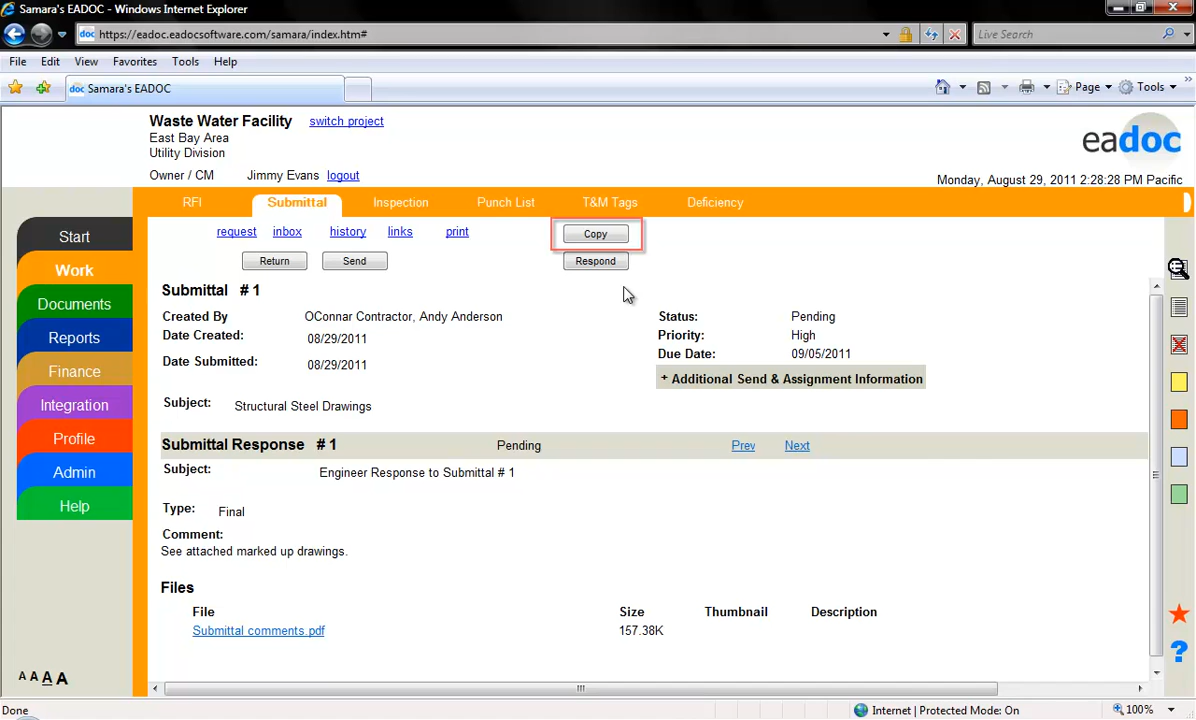 Samara's EADOC - Windows Internet Explorer
doc https://eadoc.eadocsoftware.com/samara/index.htm# Live Search
File Edit View Favorites Tools Help
doc Samara's EADOC Page Tools »
Waste Water Facility switch project
East Bay Area
Utility Division
Owner / CM Jimmy Evans logout
eadoc
Monday, August 29, 2011 2:28:28 PM Pacific
RFI Submittal Inspection Punch List T&M Tags Deficiency
request inbox history links print Copy
Return Send Respond
Start
Work
Documents
Reports
Finance
Integration
Profile
Admin
Help
Submittal # 1
Created By OConnar Contractor, Andy Anderson Status: Pending
Date Created: 08/29/2011 Priority: High
Date Submitted: 08/29/2011 Due Date: 09/05/2011
+ Additional Send & Assignment Information
Subject: Structural Steel Drawings
Submittal Response # 1 Pending Prev Next
Subject: Engineer Response to Submittal # 1
Type: Final
Comment:
See attached marked up drawings.
Files
File Size Thumbnail Description
Submittal comments.pdf 157.38K
?
A A A A
Done Internet | Protected Mode: On 100%